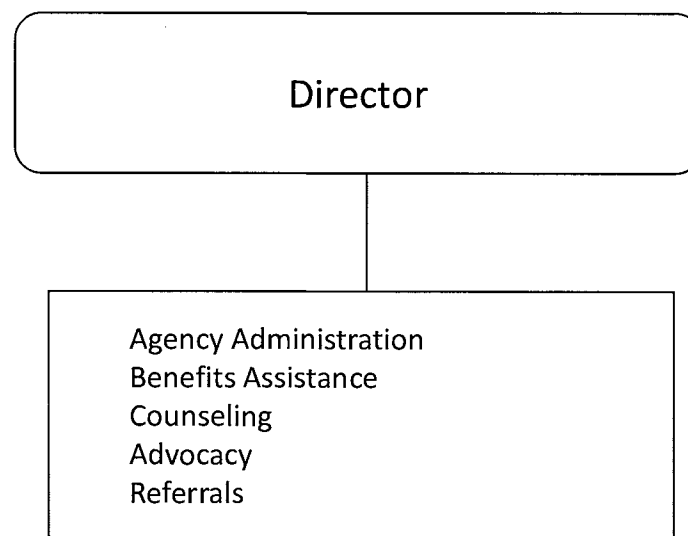 Director
Agency Administration
Benefits Assistance
Counseling
Advocacy
Referrals